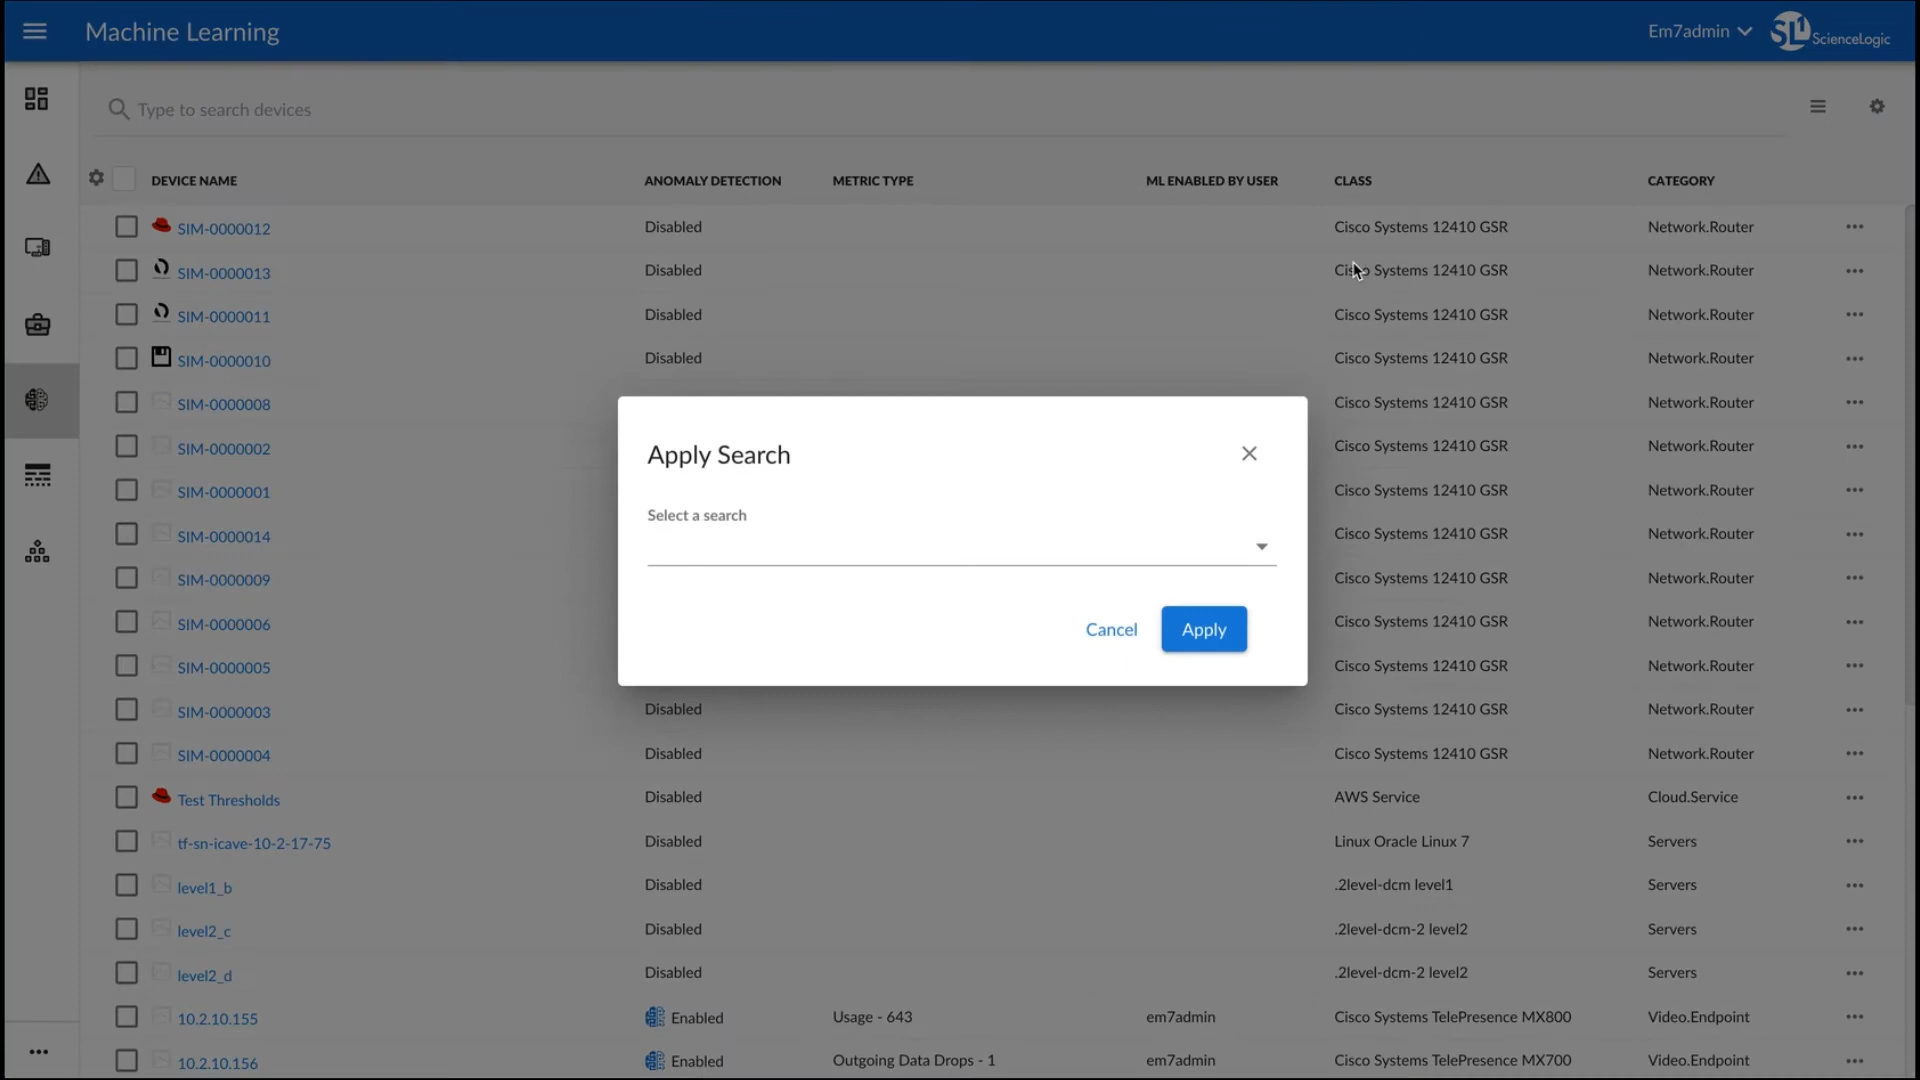 Machine Learning
Em7admin
SL1 ScienceLogic
Type to search devices
DEVICE NAME ANOMALY DETECTION METRIC TYPE ML ENABLED BY USER CLASS CATEGORY
SIM-0000012 Disabled Cisco Systems 12410 GSR Network.Router
SIM-0000013 Disabled Cisco Systems 12410 GSR Network.Router
SIM-0000011 Disabled Cisco Systems 12410 GSR Network.Router
SIM-0000010 Disabled Cisco Systems 12410 GSR Network.Router
SIM-0000008 Cisco Systems 12410 GSR Network.Router
SIM-0000002 Cisco Systems 12410 GSR Network.Router
SIM-0000001 Cisco Systems 12410 GSR Network.Router
SIM-0000014 Cisco Systems 12410 GSR Network.Router
SIM-0000009 Cisco Systems 12410 GSR Network.Router
SIM-0000006 Cisco Systems 12410 GSR Network.Router
SIM-0000005 Cisco Systems 12410 GSR Network.Router
SIM-0000003 Disabled Cisco Systems 12410 GSR Network.Router
SIM-0000004 Disabled Cisco Systems 12410 GSR Network.Router
Test Thresholds Disabled AWS Service Cloud.Service
tf-sn-icave-10-2-17-75 Disabled Linux Oracle Linux 7 Servers
level1_b Disabled .2level-dcm level1 Servers
level2_c Disabled .2level-dcm-2 level2 Servers
level2_d Disabled .2level-dcm-2 level2 Servers
10.2.10.155 Enabled Usage - 643 em7admin Cisco Systems TelePresence MX800 Video.Endpoint
10.2.10.156 Enabled Outgoing Data Drops - 1 em7admin Cisco Systems TelePresence MX700 Video.Endpoint
Apply Search
Select a search
Cancel Apply